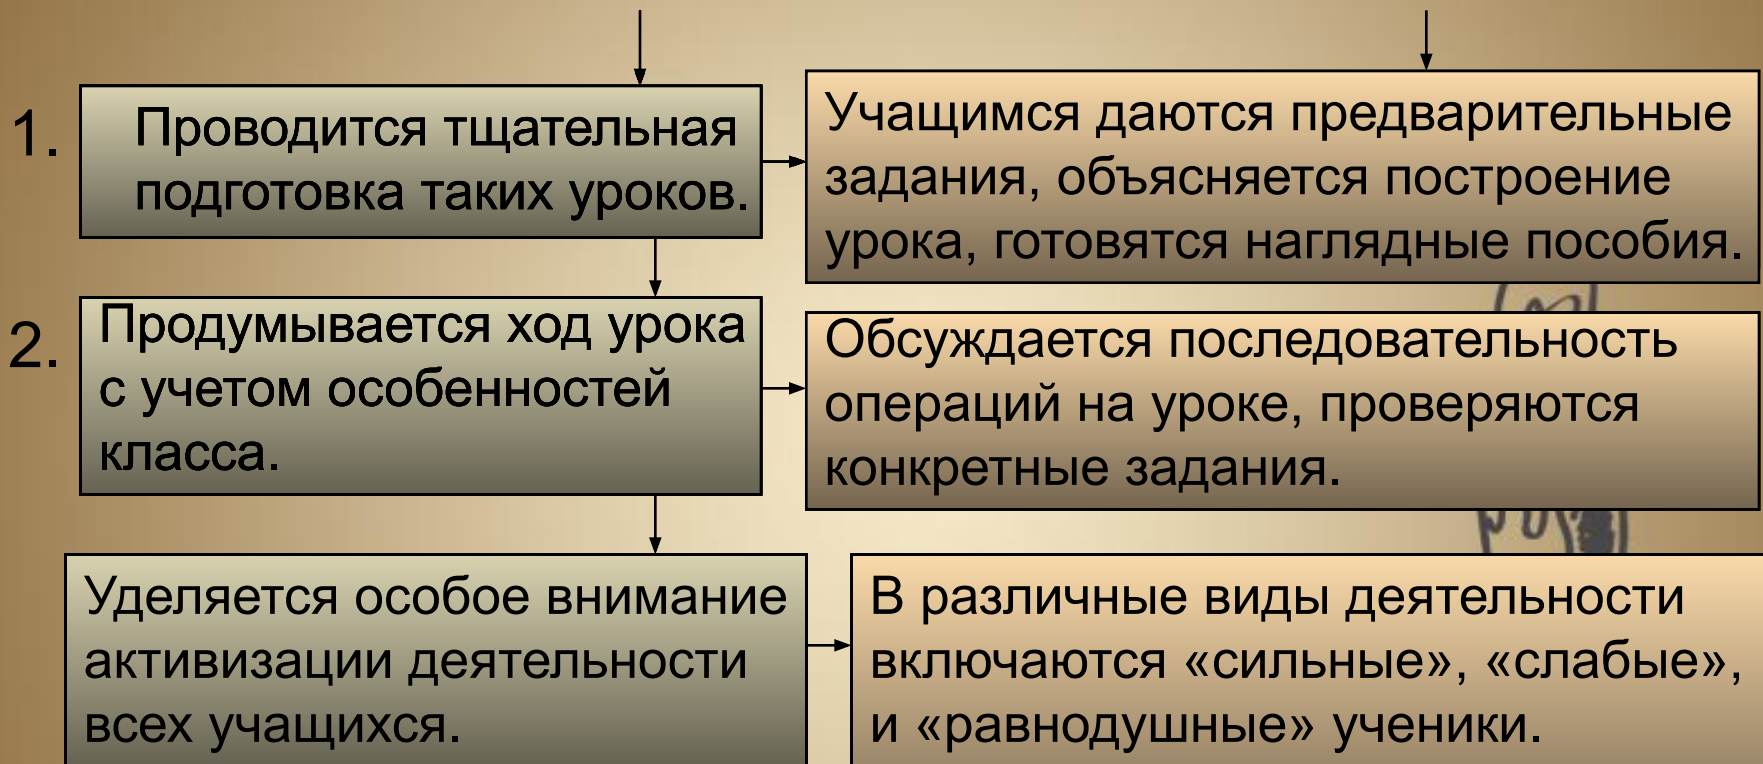 1.
Проводится тщательная
подготовка таких уроков.
Учащимся даются предварительные
задания, объясняется построение
урока, готовятся наглядные пособия.
2.
Продумывается ход урока
с учетом особенностей
класса.
Обсуждается последовательность
операций на уроке, проверяются
конкретные задания.
Уделяется особое внимание
активизации деятельности
всех учащихся.
В различные виды деятельности
включаются «сильные», «слабые»,
и «равнодушные» ученики.